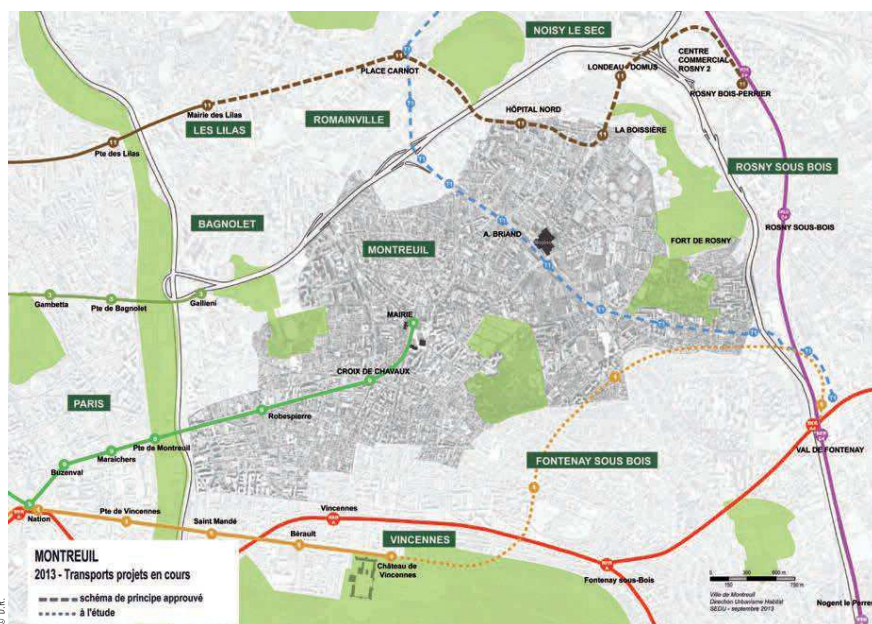 NOISY LE SEC
PLACE CARNOT
LONDEAU-DOMUS
CENTRE
COMMERCIAL
ROSNY 2
ROSNY BOIS-PERRIER
Mairie des Lilas
LES LILAS
ROMAINVILLE
HÔPITAL NORD
LA BOISSIÈRE
Pte des Lilas
ROSNY SOUS BOIS
BAGNOLET
ROSNY SOUS-BOIS
A. BRIAND
MONTREUIL
FORT DE ROSNY
Gambetta
Pte de Bagnolet
Gallieni
MAIRIE
CROIX DE CHAVAUX
PARIS
Robespierre
Pte de Montreuil
Maraîchers
Buzenval
VAL DE FONTENAY
FONTENAY SOUS BOIS
Nation
Pte de Vincennes
Vincennes
Saint Mandé
Bérault
VINCENNES
Château de
Vincennes
Fontenay sous-Bois
Nogent le Perreu
MONTREUIL
2013 - Transports projets en cours
schéma de principe approuvé
à l'étude
Ville de Montreuil
Direction Urbanisme Habitat
SEDU - septembre 2013
© D.R.